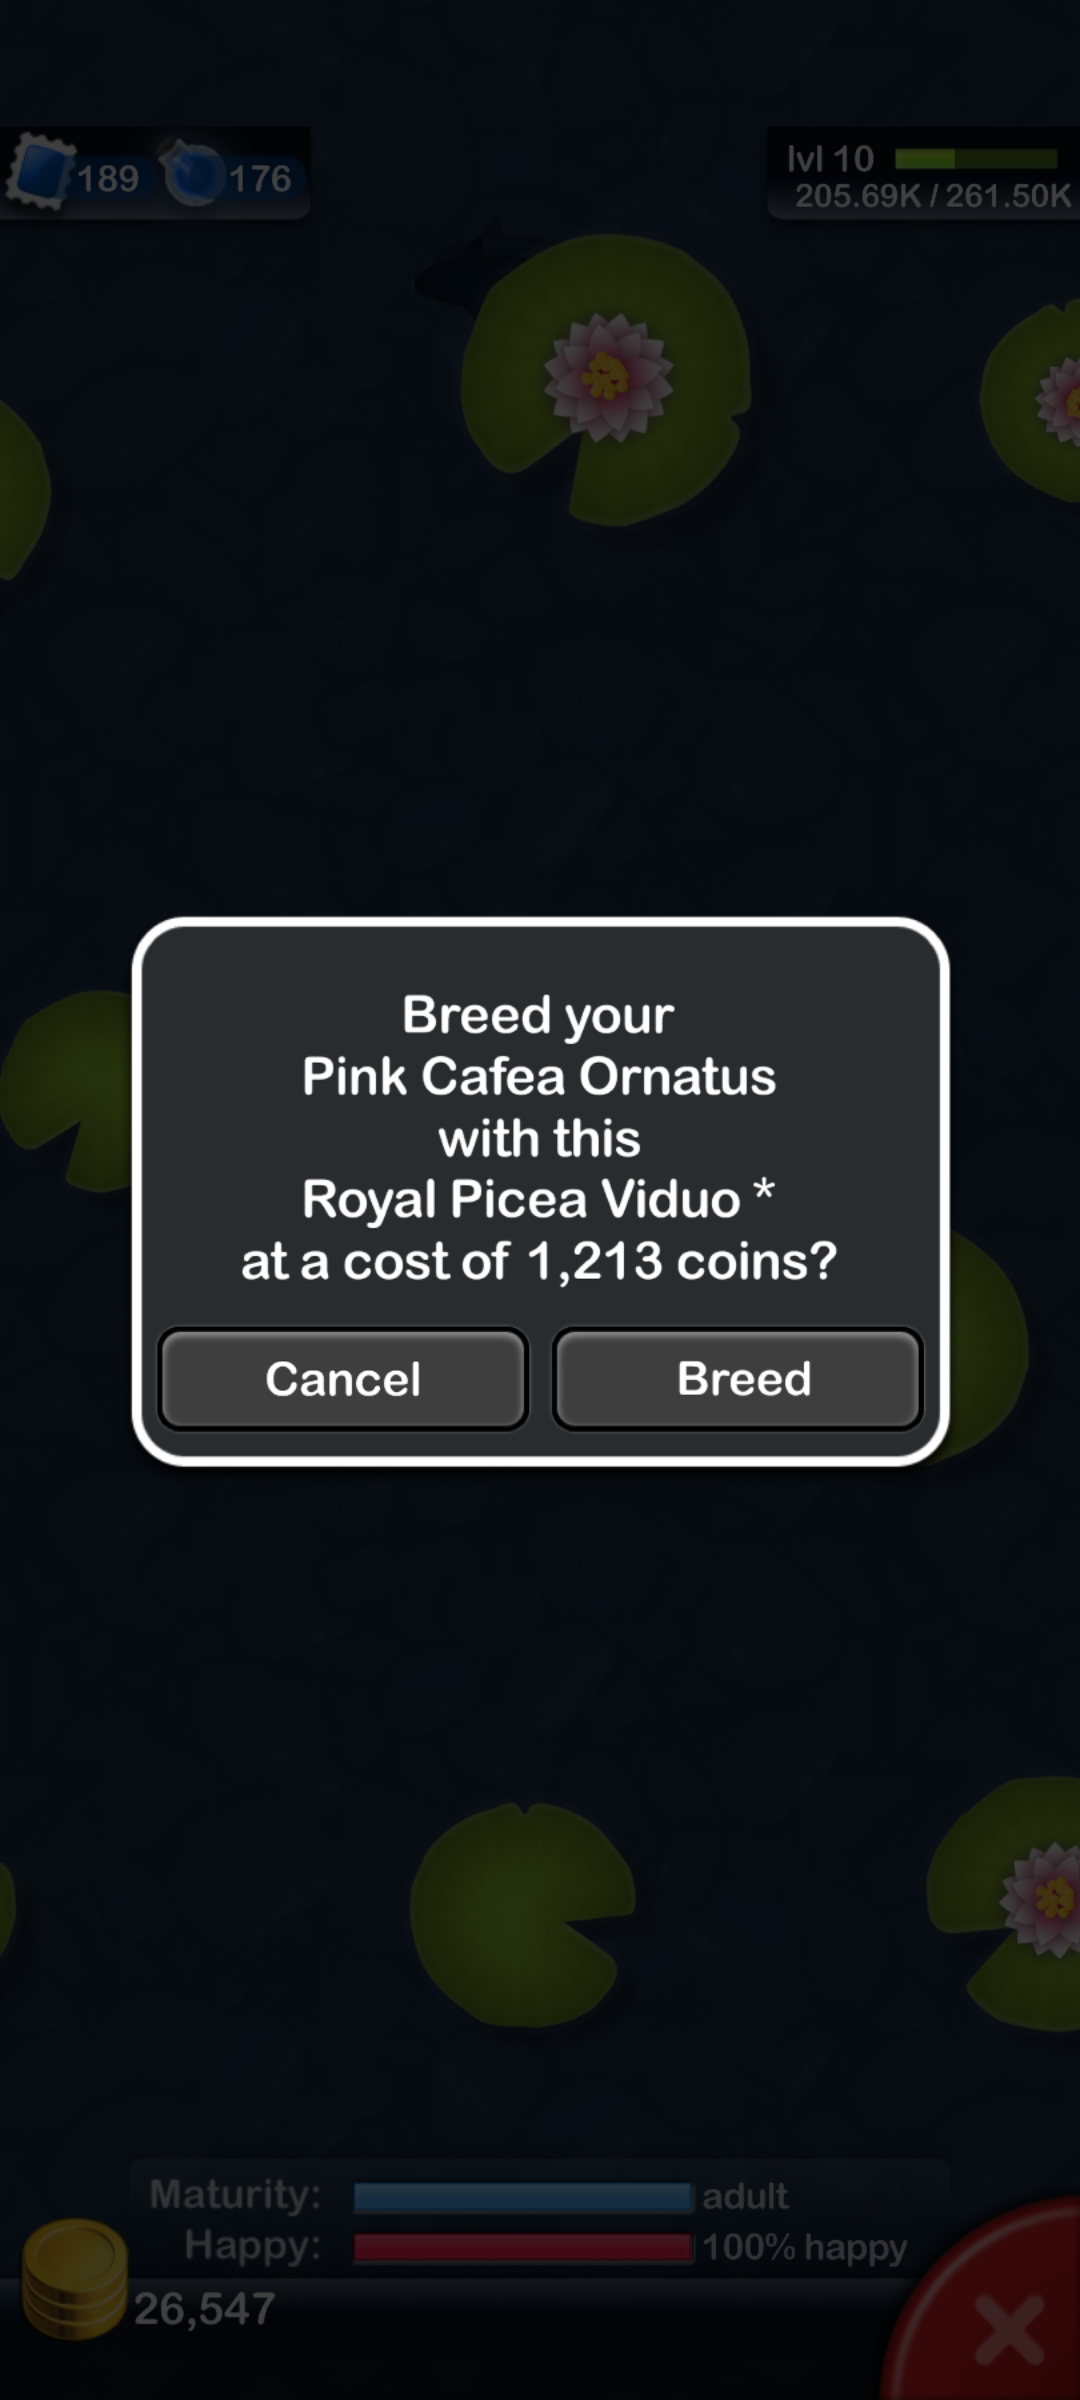 189 176
lvl 10
205.69K / 261.50K
Breed your
Pink Cafea Ornatus
with this
Royal Picea Viduo *
at a cost of 1,213 coins?
Cancel Breed
Maturity: adult
Happy: 100% happy
26,547